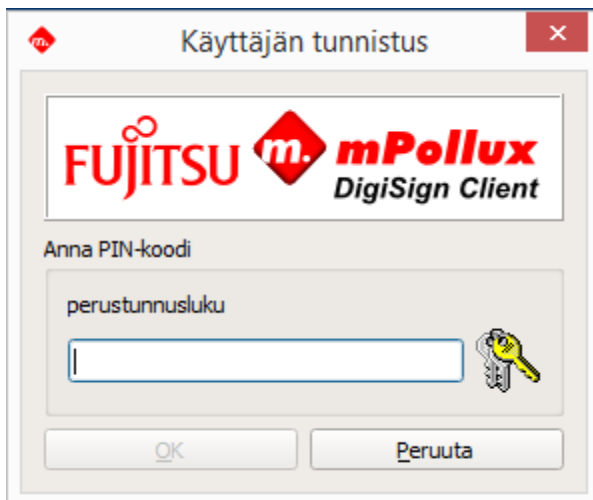 m.
Käyttäjän tunnistus
FUJITSU m. mPollux
DigiSign Client
Anna PIN-koodi
perustunnusluku
OK Peruuta